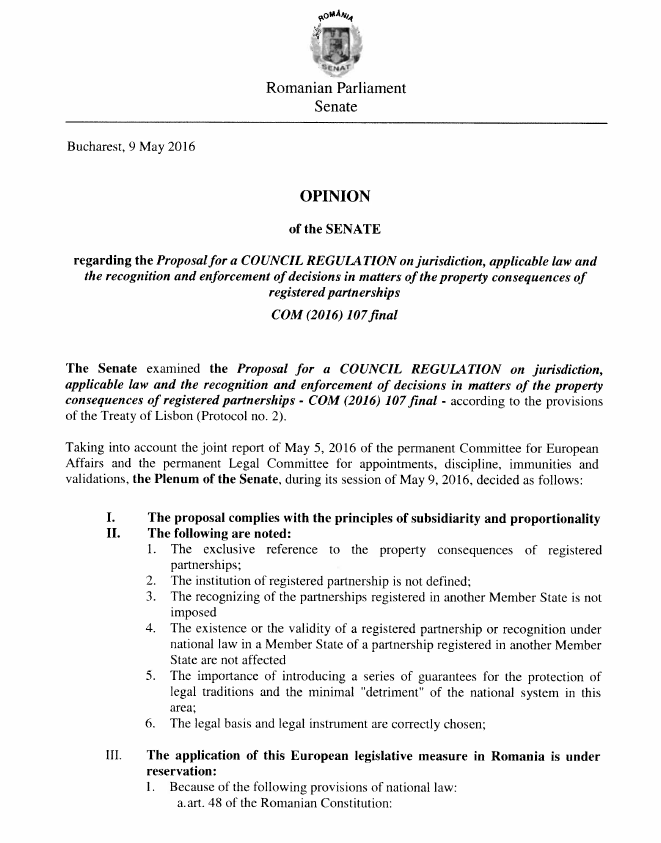 ROMÂNIA
SENAT
Romanian Parliament
Senate
Bucharest, 9 May 2016
OPINION
of the SENATE
regarding the Proposal for a COUNCIL REGULATION on jurisdiction, applicable law and
the recognition and enforcement of decisions in matters of the property consequences of
registered partnerships
COM (2016) 107 final
The Senate examined the Proposal for a COUNCIL REGULATION on jurisdiction,
applicable law and the recognition and enforcement of decisions in matters of the property
consequences of registered partnerships - COM (2016) 107 final - according to the provisions
of the Treaty of Lisbon (Protocol no. 2).
Taking into account the joint report of May 5, 2016 of the permanent Committee for European
Affairs and the permanent Legal Committee for appointments, discipline, immunities and
validations, the Plenum of the Senate, during its session of May 9, 2016, decided as follows:
I. The proposal complies with the principles of subsidiarity and proportionality
II. The following are noted:
1. The exclusive reference to the property consequences of registered
partnerships;
2. The institution of registered partnership is not defined;
3. The recognizing of the partnerships registered in another Member State is not
imposed
4. The existence or the validity of a registered partnership or recognition under
national law in a Member State of a partnership registered in another Member
State are not affected
5. The importance of introducing a series of guarantees for the protection of
legal traditions and the minimal "detriment" of the national system in this
area;
6. The legal basis and legal instrument are correctly chosen;
III. The application of this European legislative measure in Romania is under
reservation:
1. Because of the following provisions of national law:
a. art. 48 of the Romanian Constitution: